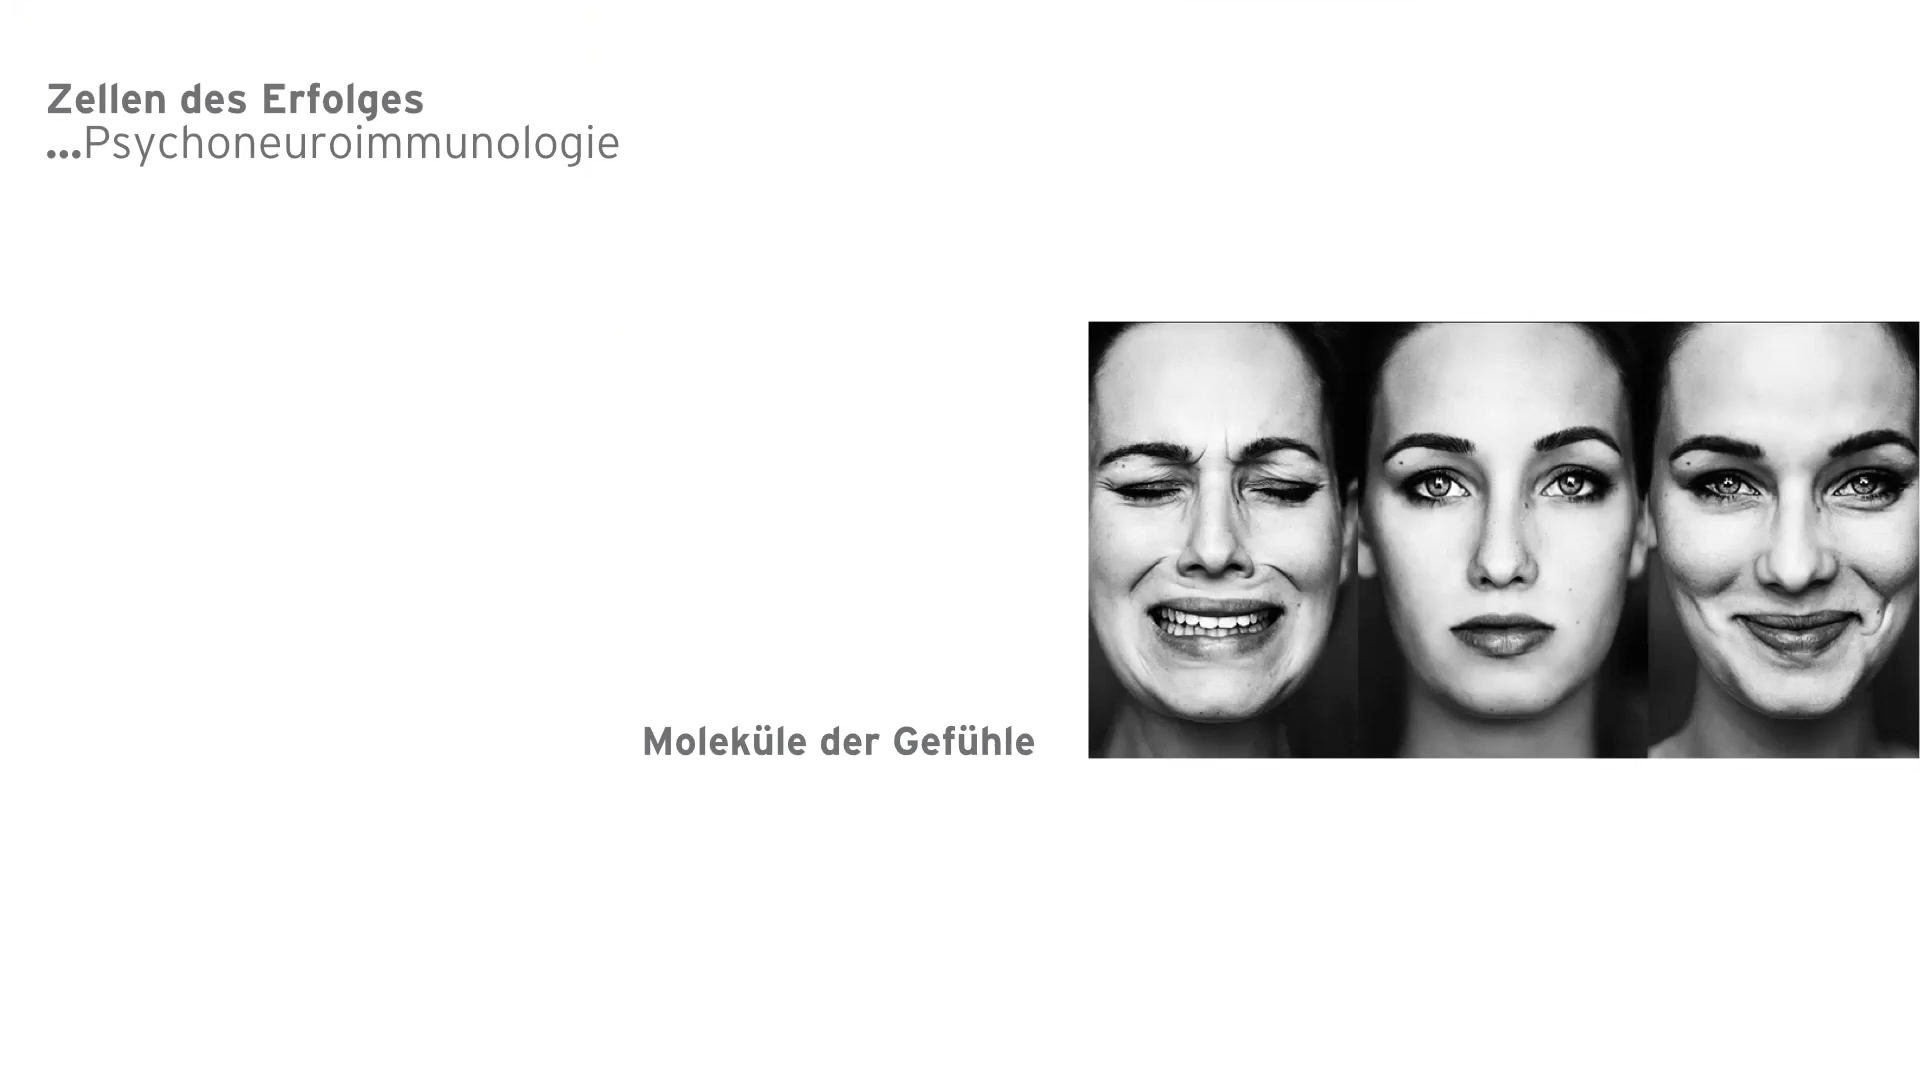 Zellen des Erfolges
...Psychoneuroimmunologie
Moleküle der Gefühle